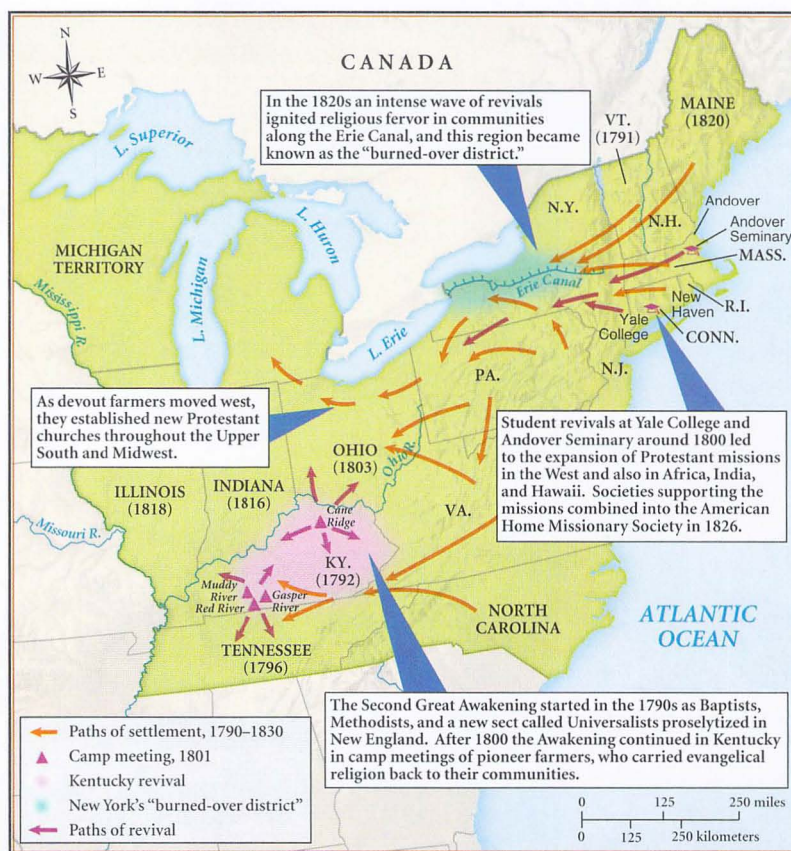 N
W
E
S
CANADA
In the 1820s an intense wave of revivals
ignited religious fervor in communities
along the Erie Canal, and this region became
known as the “burned-over district.”
VT.
(1791)
MAINE
(1820)
L. Superior
L. Huron
L. Michigan
MICHIGAN
TERRITORY
Mississippi R.
N.Y.
N.H.
Andover
Andover
Seminary
MASS.
Erie Canal
New
Haven
R.I.
Yale
College
CONN.
L. Erie
PA.
N.J.
As devout farmers moved west,
they established new Protestant
churches throughout the Upper
South and Midwest.
Student revivals at Yale College and
Andover Seminary around 1800 led
to the expansion of Protestant missions
in the West and also in Africa, India,
and Hawaii. Societies supporting the
missions combined into the American
Home Missionary Society in 1826.
OHIO
(1803)
Ohio R.
INDIANA
(1816)
ILLINOIS
(1818)
VA.
Missouri R.
Cane
Ridge
KY.
(1792)
Muddy
River
Red River
Gasper
River
NORTH
CAROLINA
TENNESSEE
(1796)
ATLANTIC
OCEAN
The Second Great Awakening started in the 1790s as Baptists,
Methodists, and a new sect called Universalists proselytized in
New England. After 1800 the Awakening continued in Kentucky
in camp meetings of pioneer farmers, who carried evangelical
religion back to their communities.
Paths of settlement, 1790–1830
Camp meeting, 1801
Kentucky revival
New York’s “burned-over district”
Paths of revival
0 125 250 miles
0 125 250 kilometers